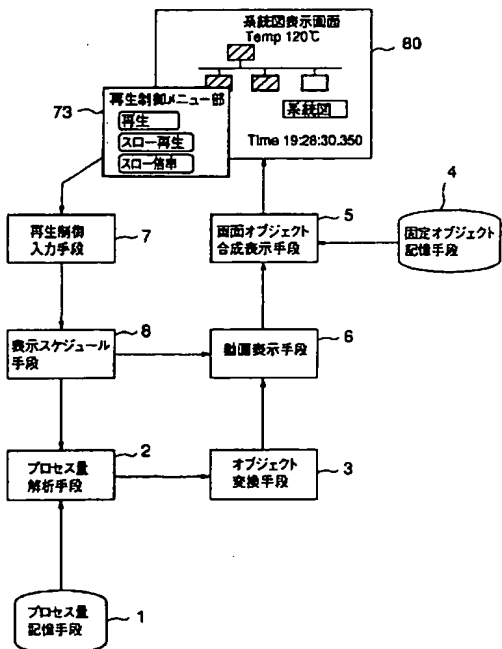 系統図表示画面
Temp 120℃
80
73
再生制御メニュー部
再生
スロー再生
スロー倍率
系統図
Time 19:28:30.350
4
再生制御
入力手段
7
画面オブジェクト
合成表示手段
5
固定オブジェクト
記憶手段
表示スケジュール
手段
8
動画表示手段
6
プロセス量
解析手段
2
オブジェクト
変換手段
3
プロセス量
記憶手段
1